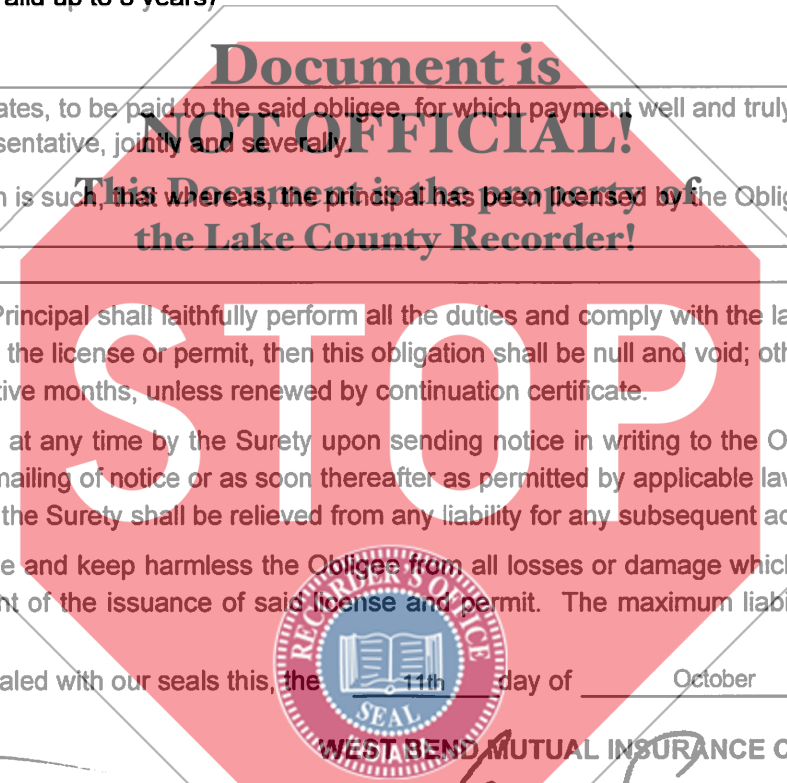 alid up to 3 years)
Document is
ates, to be paid to the said obligee, for which payment well and truly
NOT OFFICIAL!
sentative, jointly and severally.
This Document is the property of
n is such, that whereas, the principal has been licensed by the Oblig
the Lake County Recorder!
Principal shall faithfully perform all the duties and comply with the la
STOP
the license or permit, then this obligation shall be null and void; oth
tive months, unless renewed by continuation certificate.
at any time by the Surety upon sending notice in writing to the O
mailing of notice or as soon thereafter as permitted by applicable lav
the Surety shall be relieved from any liability for any subsequent ac
e and keep harmless the Obligee from all losses or damage which
nt of the issuance of said license and permit. The maximum liabi
RECORDER'S OFFICE
aled with our seals this, the 11th day of October
SEAL
WEST BEND MUTUAL INSURANCE C